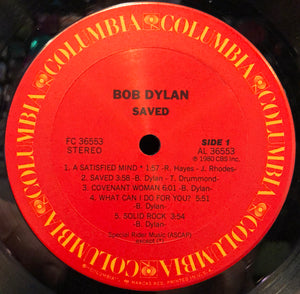 COLUMBIA COLUMBIA COLUMBIA COLUMBIA COLUMBIA COLUMBIA
BOB DYLAN
SAVED
FC 36553
STEREO
SIDE 1
AL 36553
℗ 1980 CBS Inc.
1. A SATISFIED MIND * 1:57 -R. Hayes - J. Rhodes-
2. SAVED 3:58 -B. Dylan - T. Drummond-
3. COVENANT WOMAN 6:01 -B. Dylan-
4. WHAT CAN I DO FOR YOU? 5:51
-B. Dylan-
5. SOLID ROCK 3:54
-B. Dylan-
Special Rider Music (ASCAP)